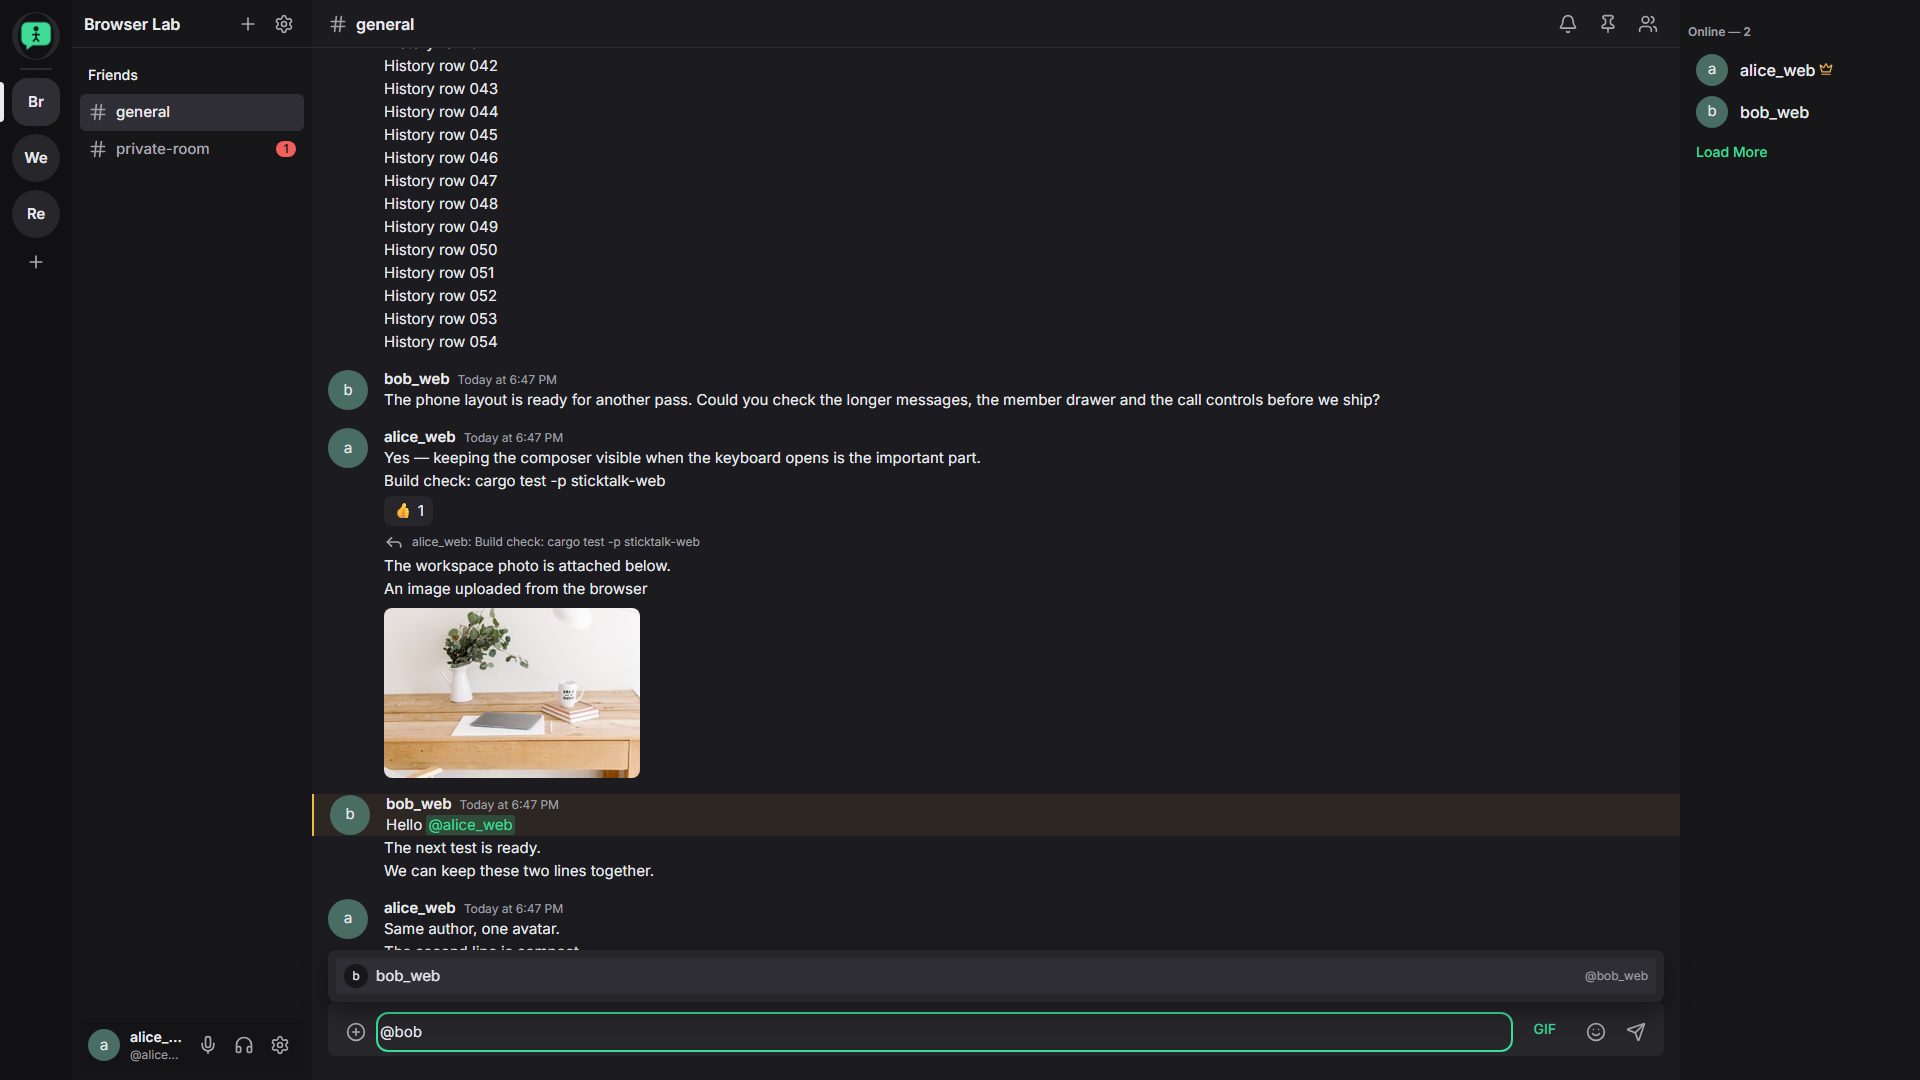 Browser Lab
Friends
general
private-room
1
Br
We
Re
general
History row 042
History row 043
History row 044
History row 045
History row 046
History row 047
History row 048
History row 049
History row 050
History row 051
History row 052
History row 053
History row 054
b
bob_web Today at 6:47 PM
The phone layout is ready for another pass. Could you check the longer messages, the member drawer and the call controls before we ship?
a
alice_web Today at 6:47 PM
Yes — keeping the composer visible when the keyboard opens is the important part.
Build check: cargo test -p sticktalk-web
👍 1
alice_web: Build check: cargo test -p sticktalk-web
The workspace photo is attached below.
An image uploaded from the browser
b
bob_web Today at 6:47 PM
Hello @alice_web
The next test is ready.
We can keep these two lines together.
a
alice_web Today at 6:47 PM
Same author, one avatar.
The second line is compact
b bob_web @bob_web
@bob
GIF
a
alice_...
@alice...
Online — 2
a alice_web
b bob_web
Load More